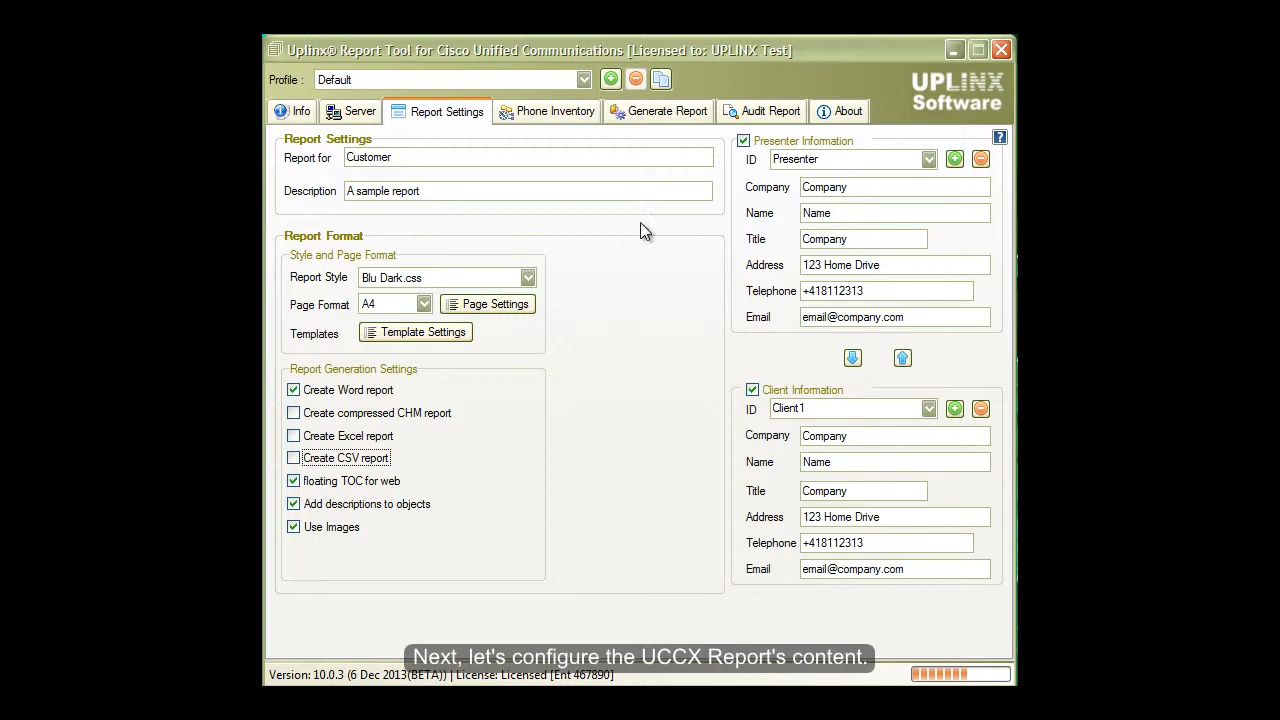 Uplinx® Report Tool for Cisco Unified Communications [Licensed to: UPLINX Test]
Profile : Default
UPLINX Software
Info Server Report Settings Phone Inventory Generate Report Audit Report About
Report Settings
Report for Customer
Description A sample report
Report Format
Style and Page Format
Report Style Blu Dark.css
Page Format A4 Page Settings
Templates Template Settings
Report Generation Settings
Create Word report
Create compressed CHM report
Create Excel report
Create CSV report
floating TOC for web
Add descriptions to objects
Use Images
Presenter Information
?
ID Presenter
Company Company
Name Name
Title Company
Address 123 Home Drive
Telephone +418112313
Email email@company.com
Client Information
ID Client1
Company Company
Name Name
Title Company
Address 123 Home Drive
Telephone +418112313
Email email@company.com
Next, let's configure the UCCX Report's content.
Version: 10.0.3 (6 Dec 2013(BETA)) | License: Licensed [Ent 467890]